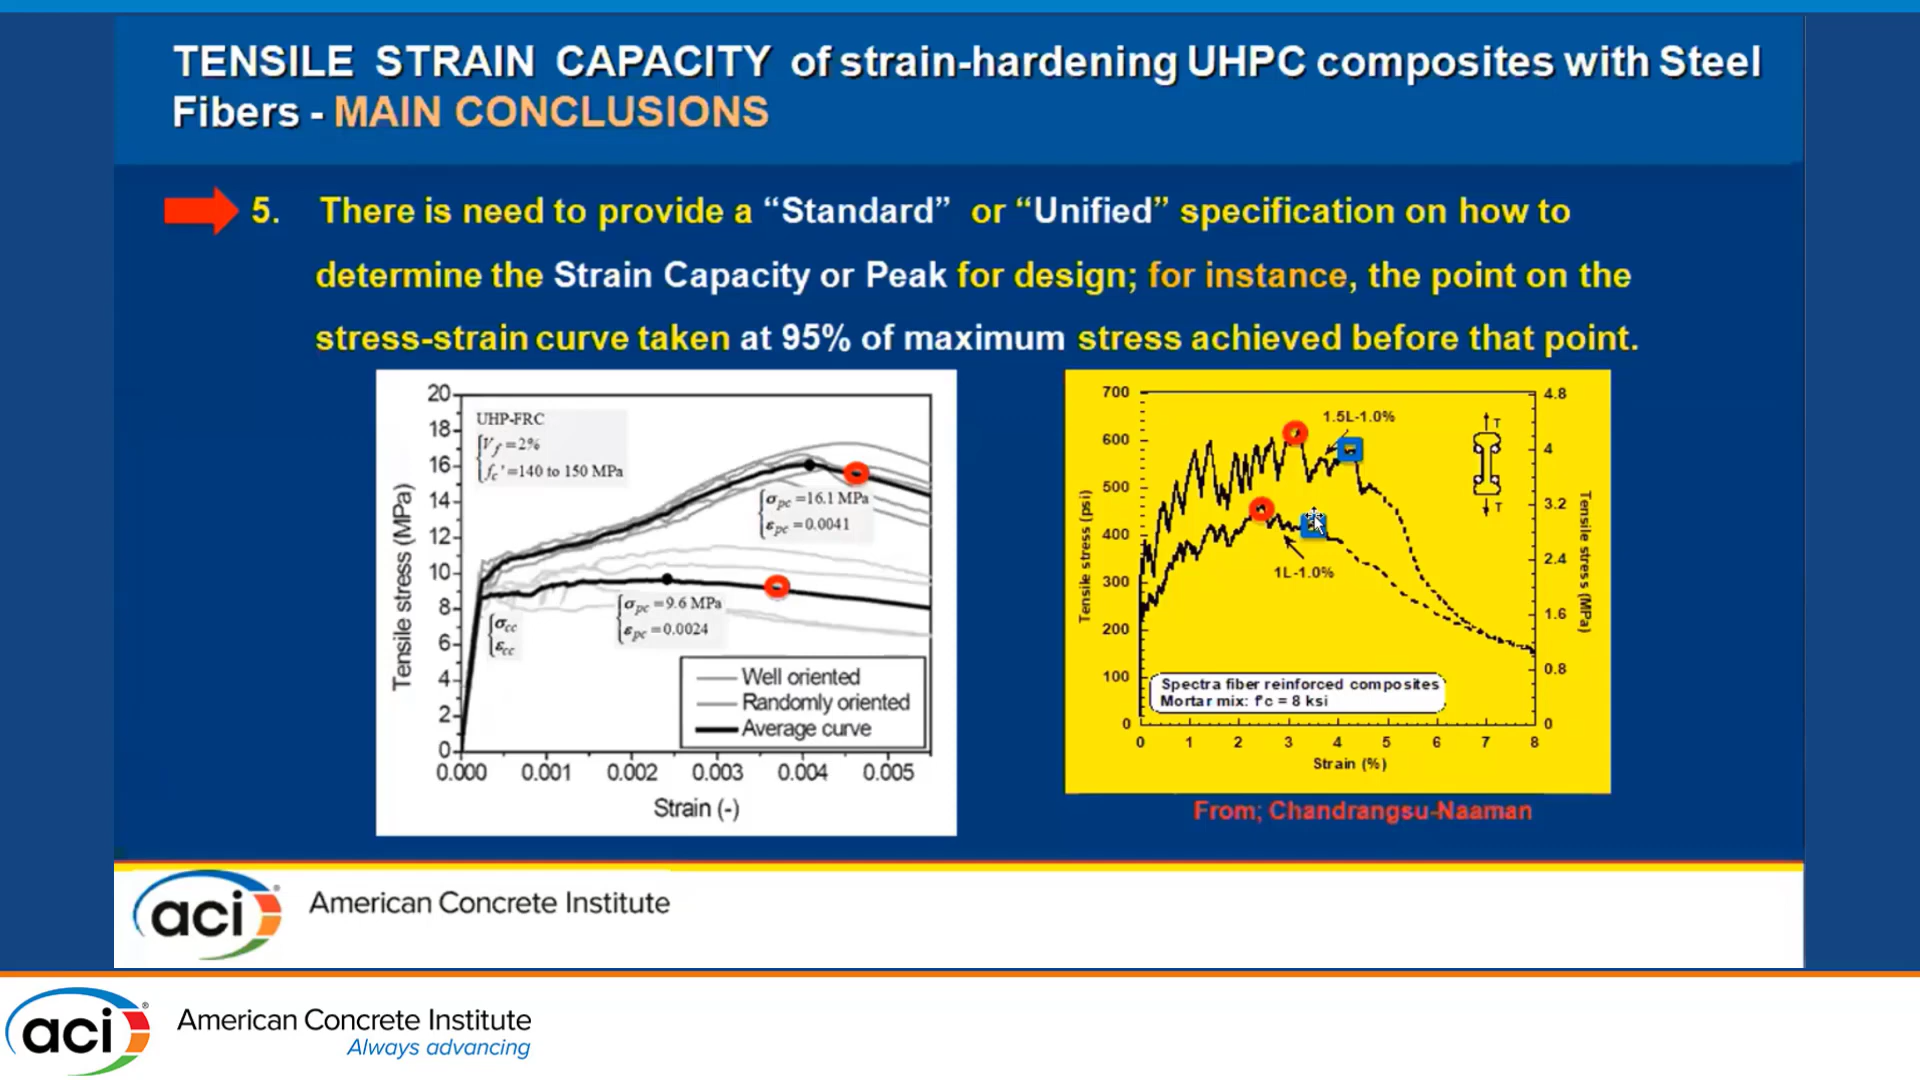 TENSILE STRAIN CAPACITY of strain-hardening UHPC composites with Steel
Fibers - MAIN CONCLUSIONS
5. There is need to provide a “Standard” or “Unified” specification on how to
determine the Strain Capacity or Peak for design; for instance, the point on the
stress-strain curve taken at 95% of maximum stress achieved before that point.
20
18
16
14
12
10
8
6
4
2
0
Tensile stress (MPa)
UHP-FRC
Vf =2%
fc'=140 to 150 MPa
σpc =16.1 MPa
εpc =0.0041
σpc =9.6 MPa
εpc =0.0024
σcc
εcc
Well oriented
Randomly oriented
Average curve
0.000 0.001 0.002 0.003 0.004 0.005
Strain (-)
700
600
500
400
300
200
100
0
Tensile stress (psi)
1.5L-1.0%
1L-1.0%
T
T
4.8
4
3.2
2.4
1.6
0.8
0
Tensile stress (MPa)
Spectra fiber reinforced composites
Mortar mix: f'c = 8 ksi
0 1 2 3 4 5 6 7 8
Strain (%)
From; Chandrangsu-Naaman
aci American Concrete Institute
aci American Concrete Institute
Always advancing